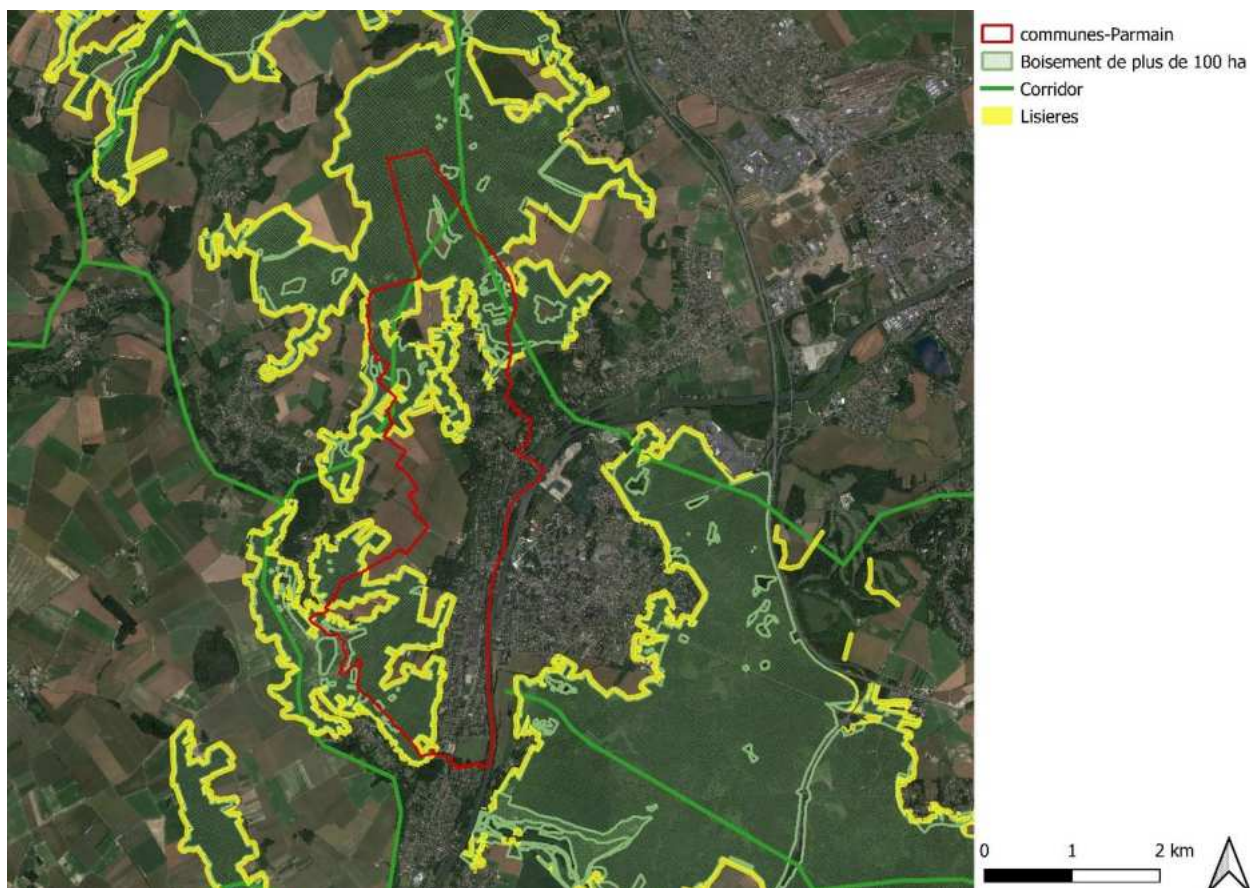 communes-Parmain
Boisement de plus de 100 ha
Corridor
Lisieres
0 1 2 km